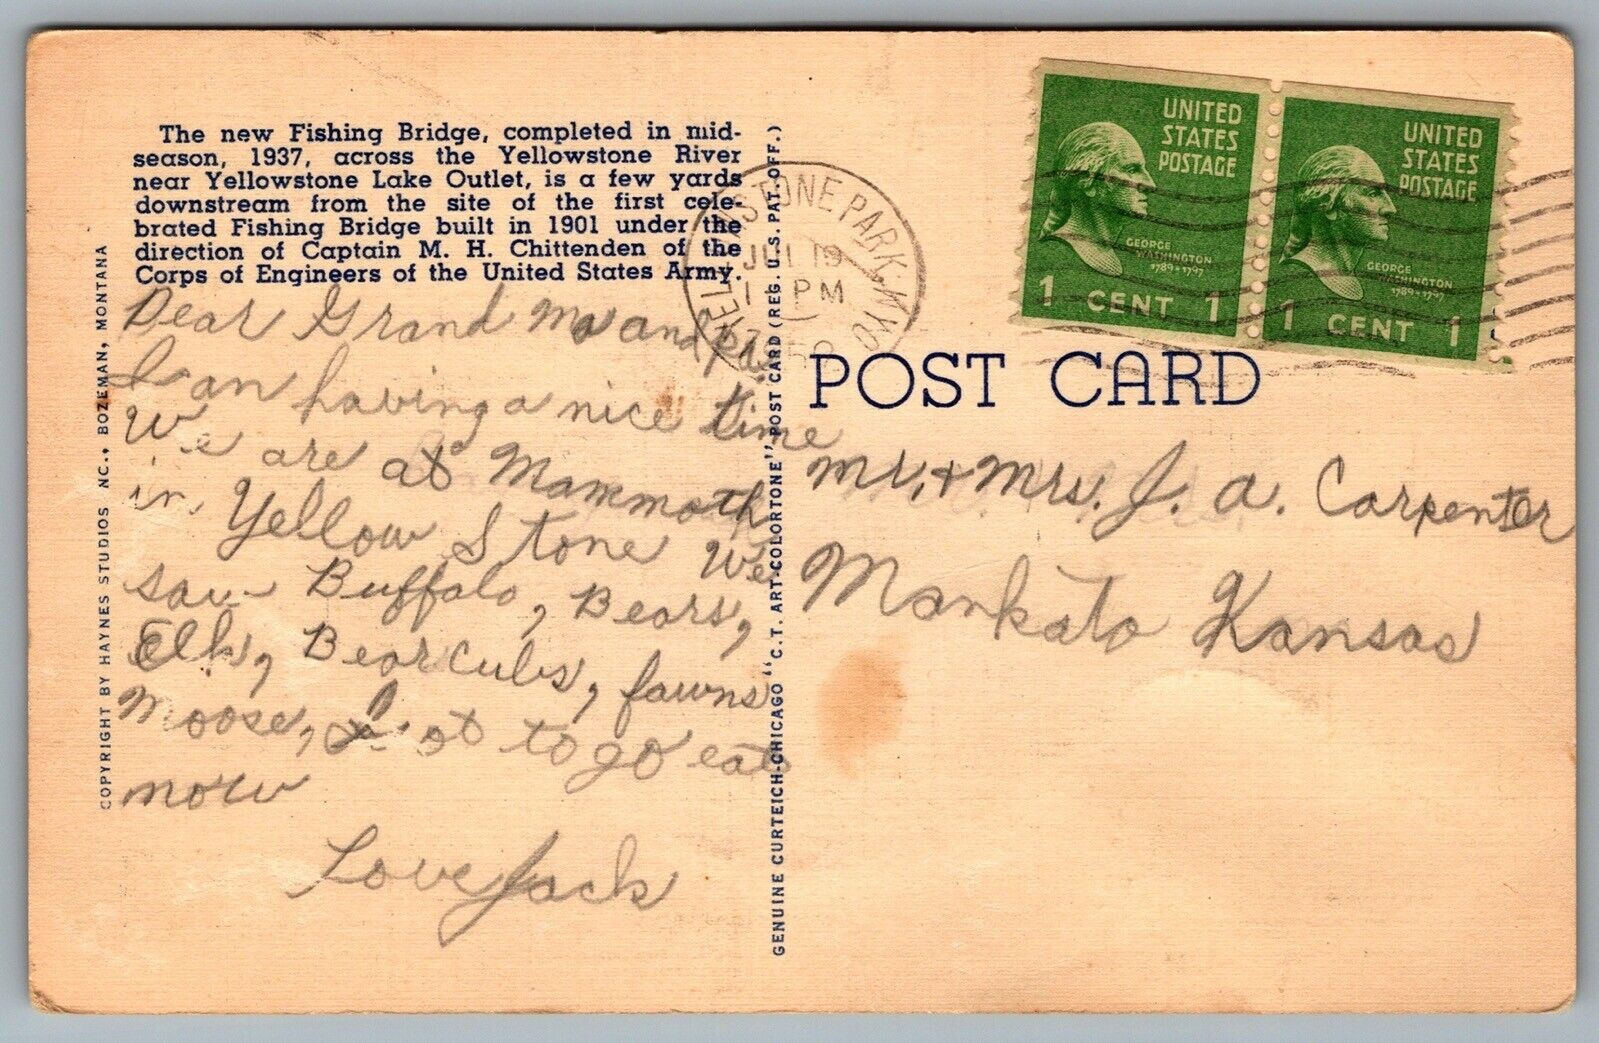 The new Fishing Bridge, completed in mid-
season, 1937, across the Yellowstone River
near Yellowstone Lake Outlet, is a few yards
downstream from the site of the first cele-
brated Fishing Bridge built in 1901 under the
direction of Captain M. H. Chittenden of the
Corps of Engineers of the United States Army.
COPYRIGHT BY HAYNES STUDIOS NC., BOZEMAN, MONTANA
Dear Grand Ma and Pa
I an having a nice time
We are at Mammoth
in Yellow Stone We
saw Buffalo, Bears,
Elk, Bearcubs, fawns
Moose, to go eat
now
Love Jack
GENUINE CURTEICH-CHICAGO "C.T. ART-COLORTONE" POST CARD (REG. U.S. PAT. OFF.)
YELLOWSTONE PARK, WYO
JUL 19
PM
UNITED
STATES
POSTAGE
GEORGE
WASHINGTON
1789-1797
1 CENT 1
UNITED
STATES
POSTAGE
GEORGE
WASHINGTON
1789-1797
1 CENT 1
POST CARD
Mr. + Mrs. J. A. Carpenter
Mankato Kansas